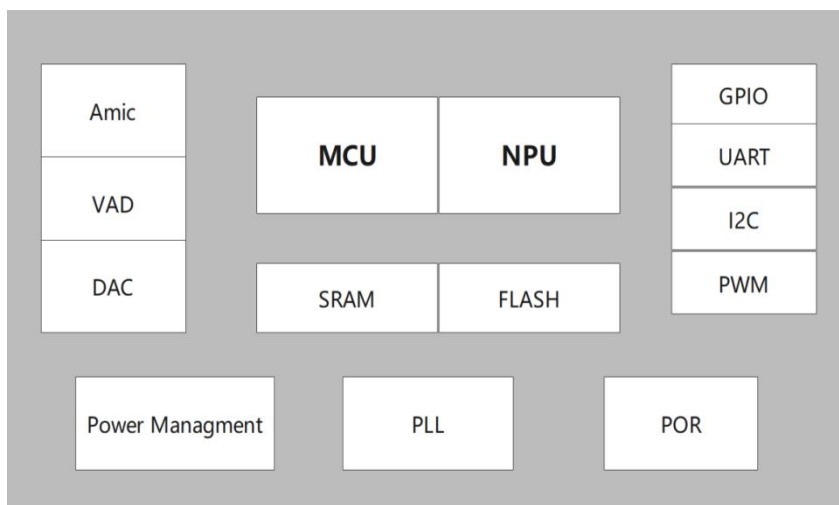 Amic
VAD
DAC
MCU
NPU
SRAM
FLASH
GPIO
UART
I2C
PWM
Power Managment
PLL
POR